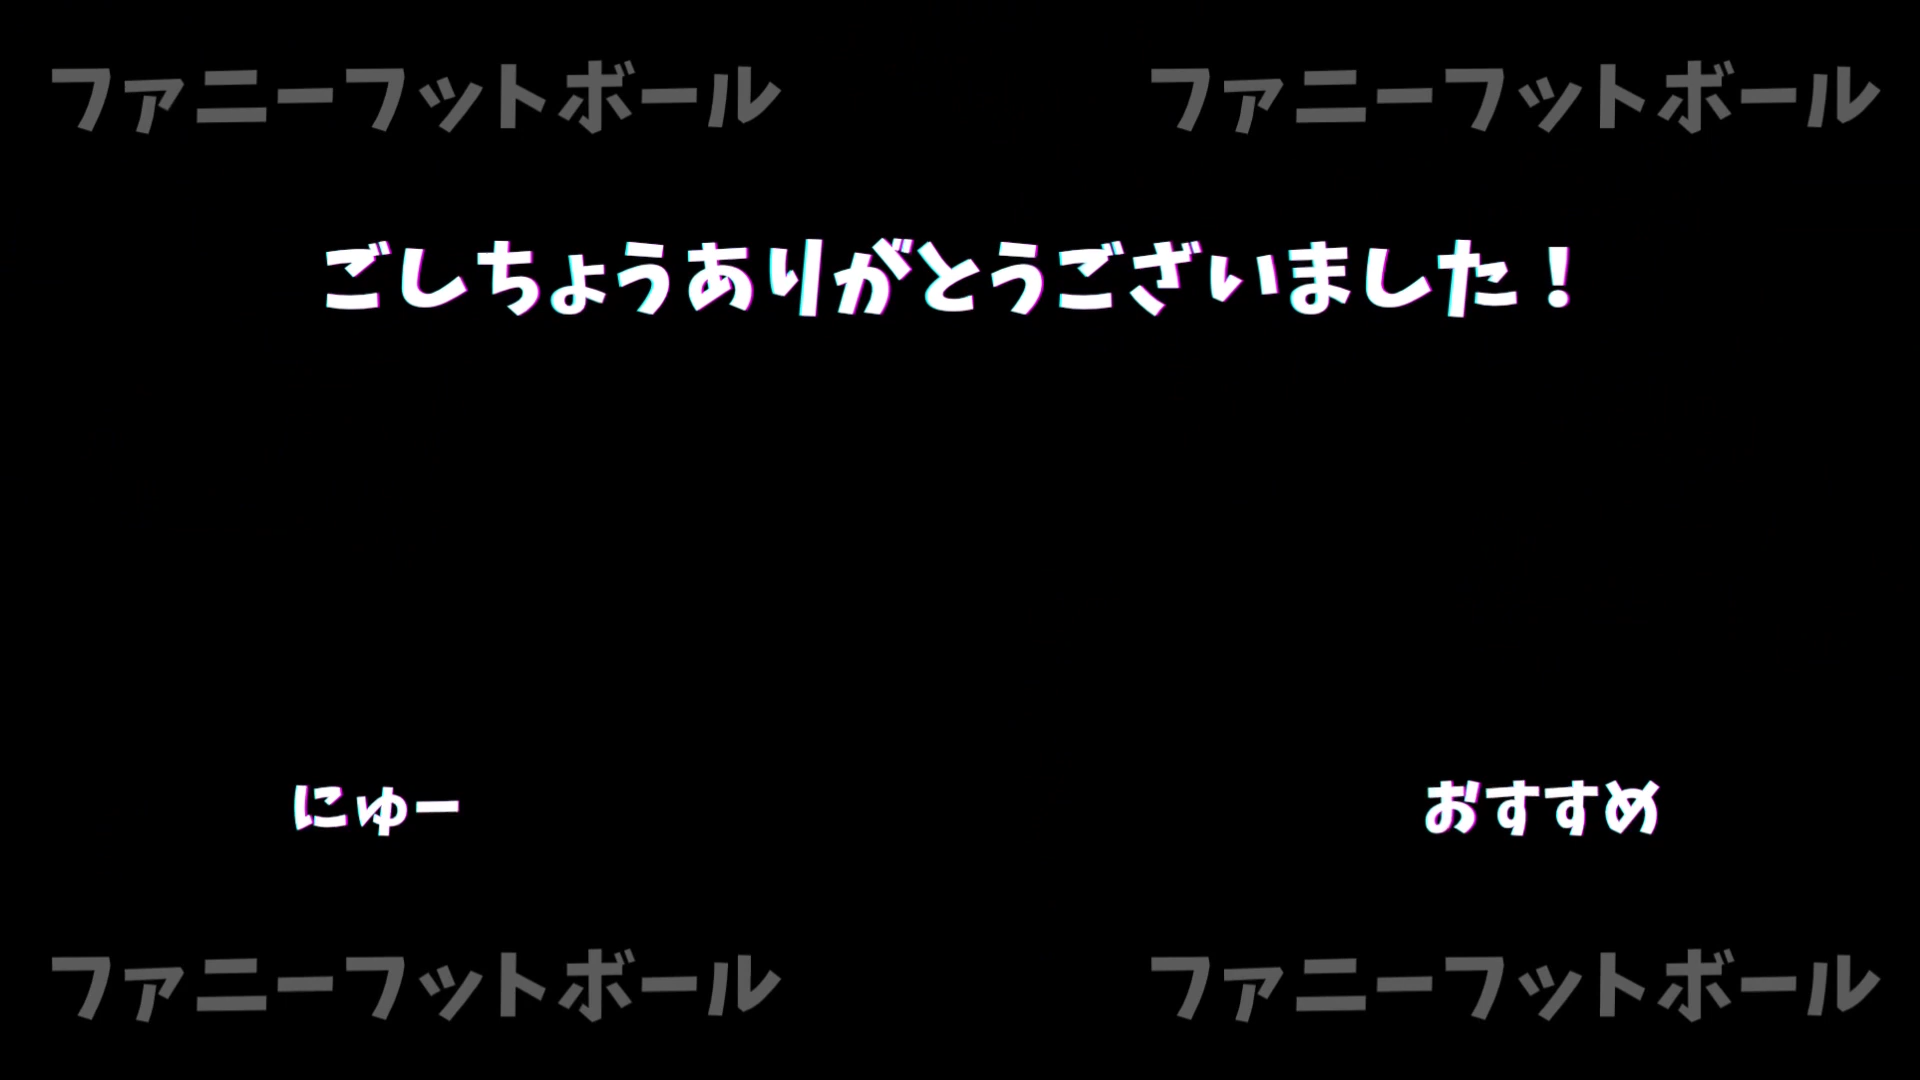 ファニーフットボール ファニーフットボール
ごしちょうありがとうございました！
にゅー おすすめ
ファニーフットボール ファニーフットボール